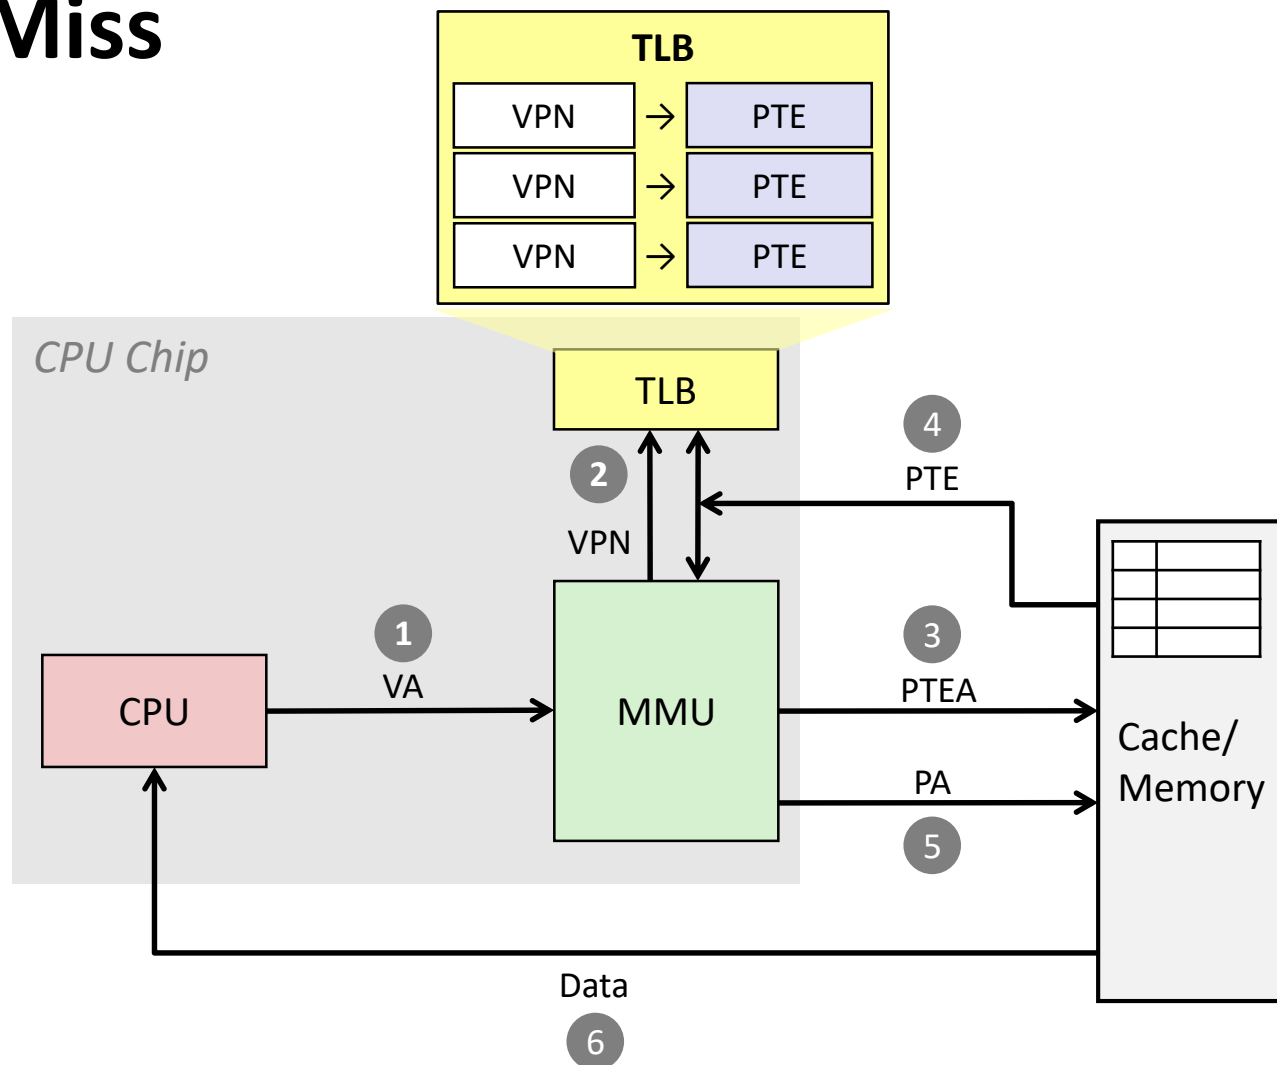 Miss
TLB
VPN → PTE
VPN → PTE
VPN → PTE
CPU Chip
TLB
4
PTE
2
VPN
1
VA
3
PTEA
CPU
MMU
Cache/
Memory
PA
5
Data
6